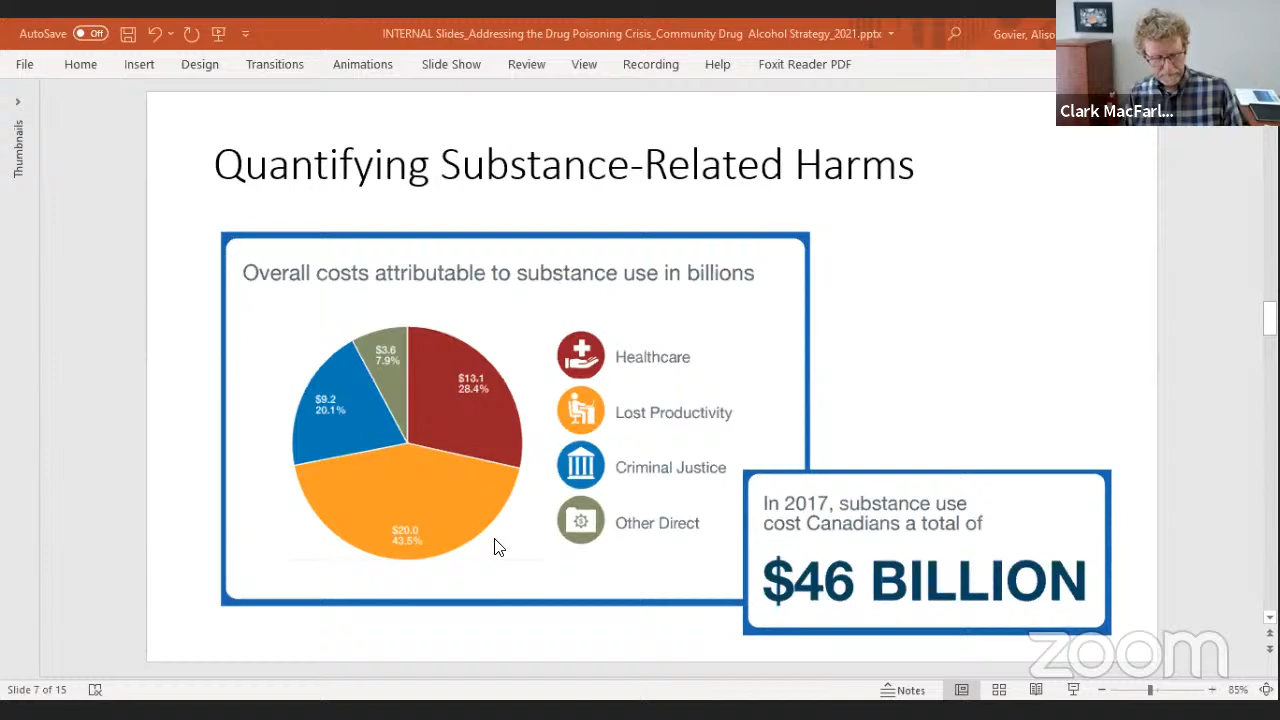 AutoSave Off
INTERNAL Slides_Addressing the Drug Poisoning Crisis_Community Drug Alcohol Strategy_2021.pptx
Govier, Aliso
File Home Insert Design Transitions Animations Slide Show Review View Recording Help Foxit Reader PDF
Clark MacFarl...
Thumbnails
Quantifying Substance-Related Harms
Overall costs attributable to substance use in billions
$3.6
7.9%
$13.1
28.4%
$9.2
20.1%
$20.0
43.5%
Healthcare
Lost Productivity
Criminal Justice
Other Direct
In 2017, substance use
cost Canadians a total of
$46 BILLION
zoom
Slide 7 of 15
Notes
85%